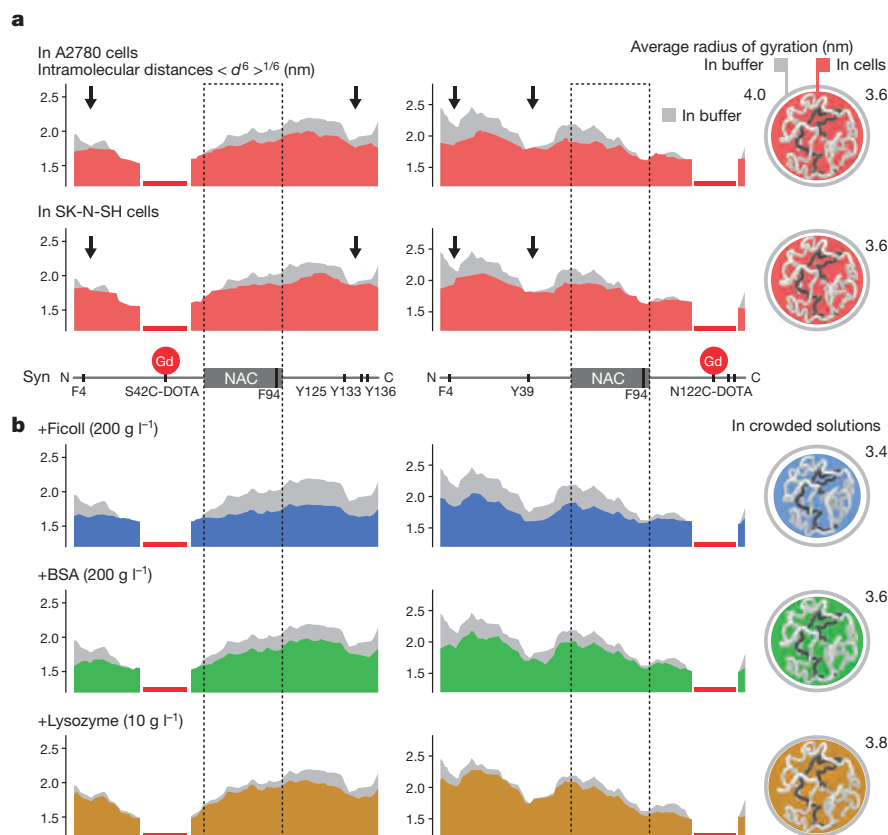 a
In A2780 cells
Intramolecular distances < d⁶ >¹/⁶ (nm)
Average radius of gyration (nm)
In buffer
In cells
4.0
3.6
In buffer
2.5
2.0
1.5
2.5
2.0
1.5
In SK-N-SH cells
3.6
2.5
2.0
1.5
2.5
2.0
1.5
Syn
N
F4
Gd
S42C-DOTA
NAC
F94
Y125
Y133
Y136
C
N
F4
Y39
NAC
F94
Gd
N122C-DOTA
C
b
+Ficoll (200 g l⁻¹)
In crowded solutions
3.4
2.5
2.0
1.5
2.5
2.0
1.5
+BSA (200 g l⁻¹)
3.6
2.5
2.0
1.5
2.5
2.0
1.5
+Lysozyme (10 g l⁻¹)
3.8
2.5
2.0
1.5
2.5
2.0
1.5